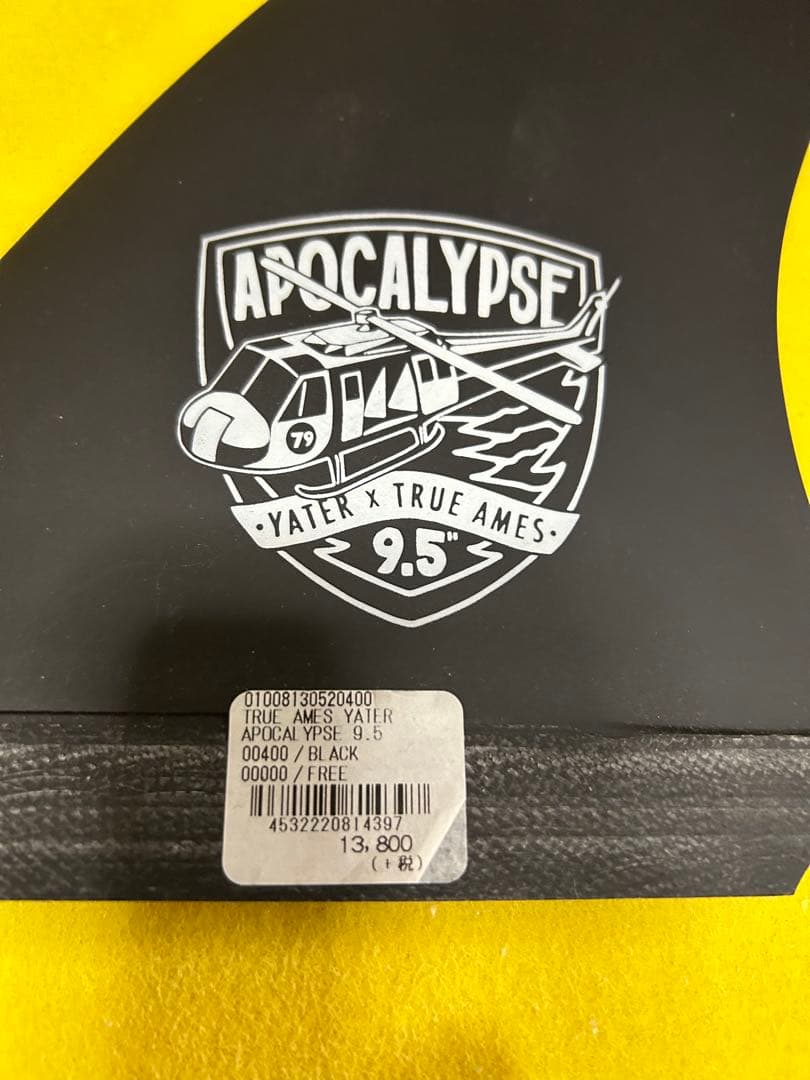 APOCALYPSE
79
·YATER x TRUE AMES·
9.5"
01008130520400
TRUE AMES YATER
APOCALYPSE 9.5
00400 / BLACK
00000 / FREE
4532220814397
13,800
(+税)